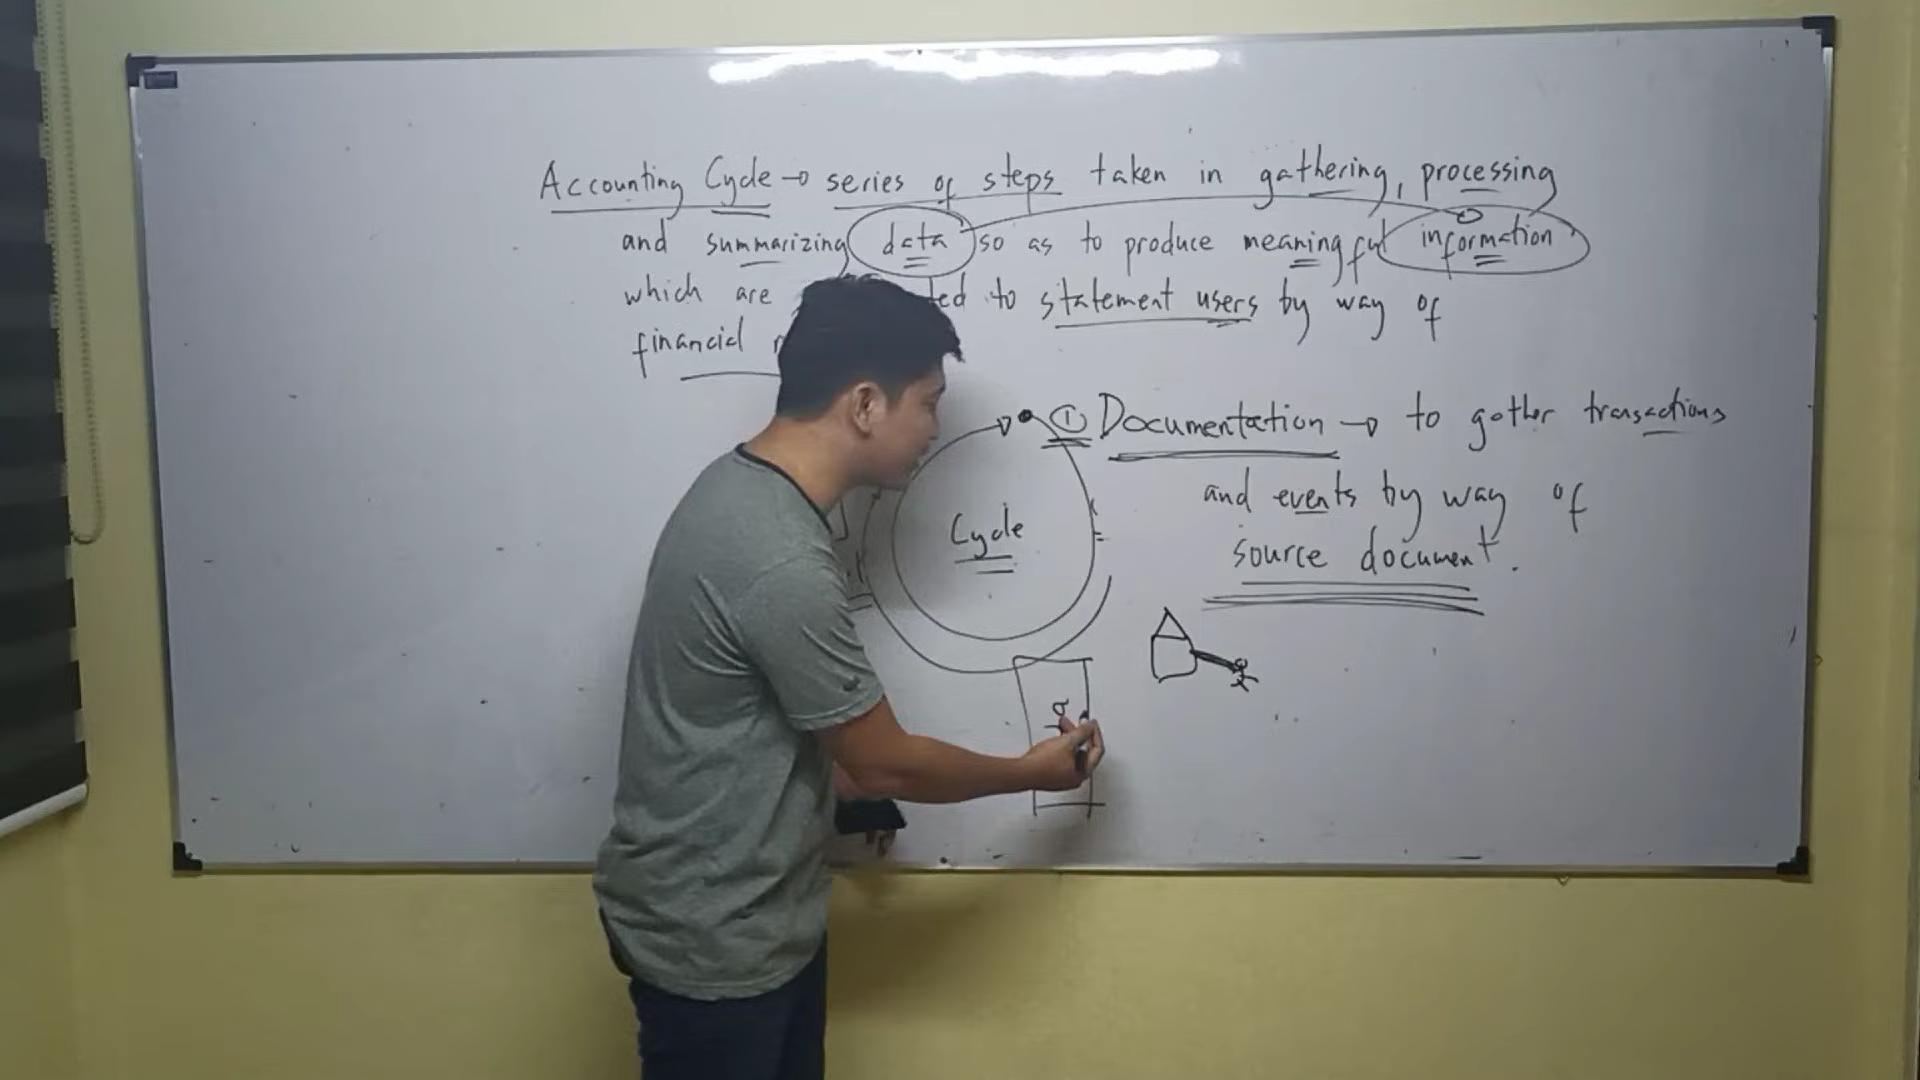 Accounting Cycle → series of steps taken in gathering, processing
and summarizing data so as to produce meaningful information
which are to statement users by way of
financial
① Documentation → to gather transactions
and events by way of
source document.
Cycle